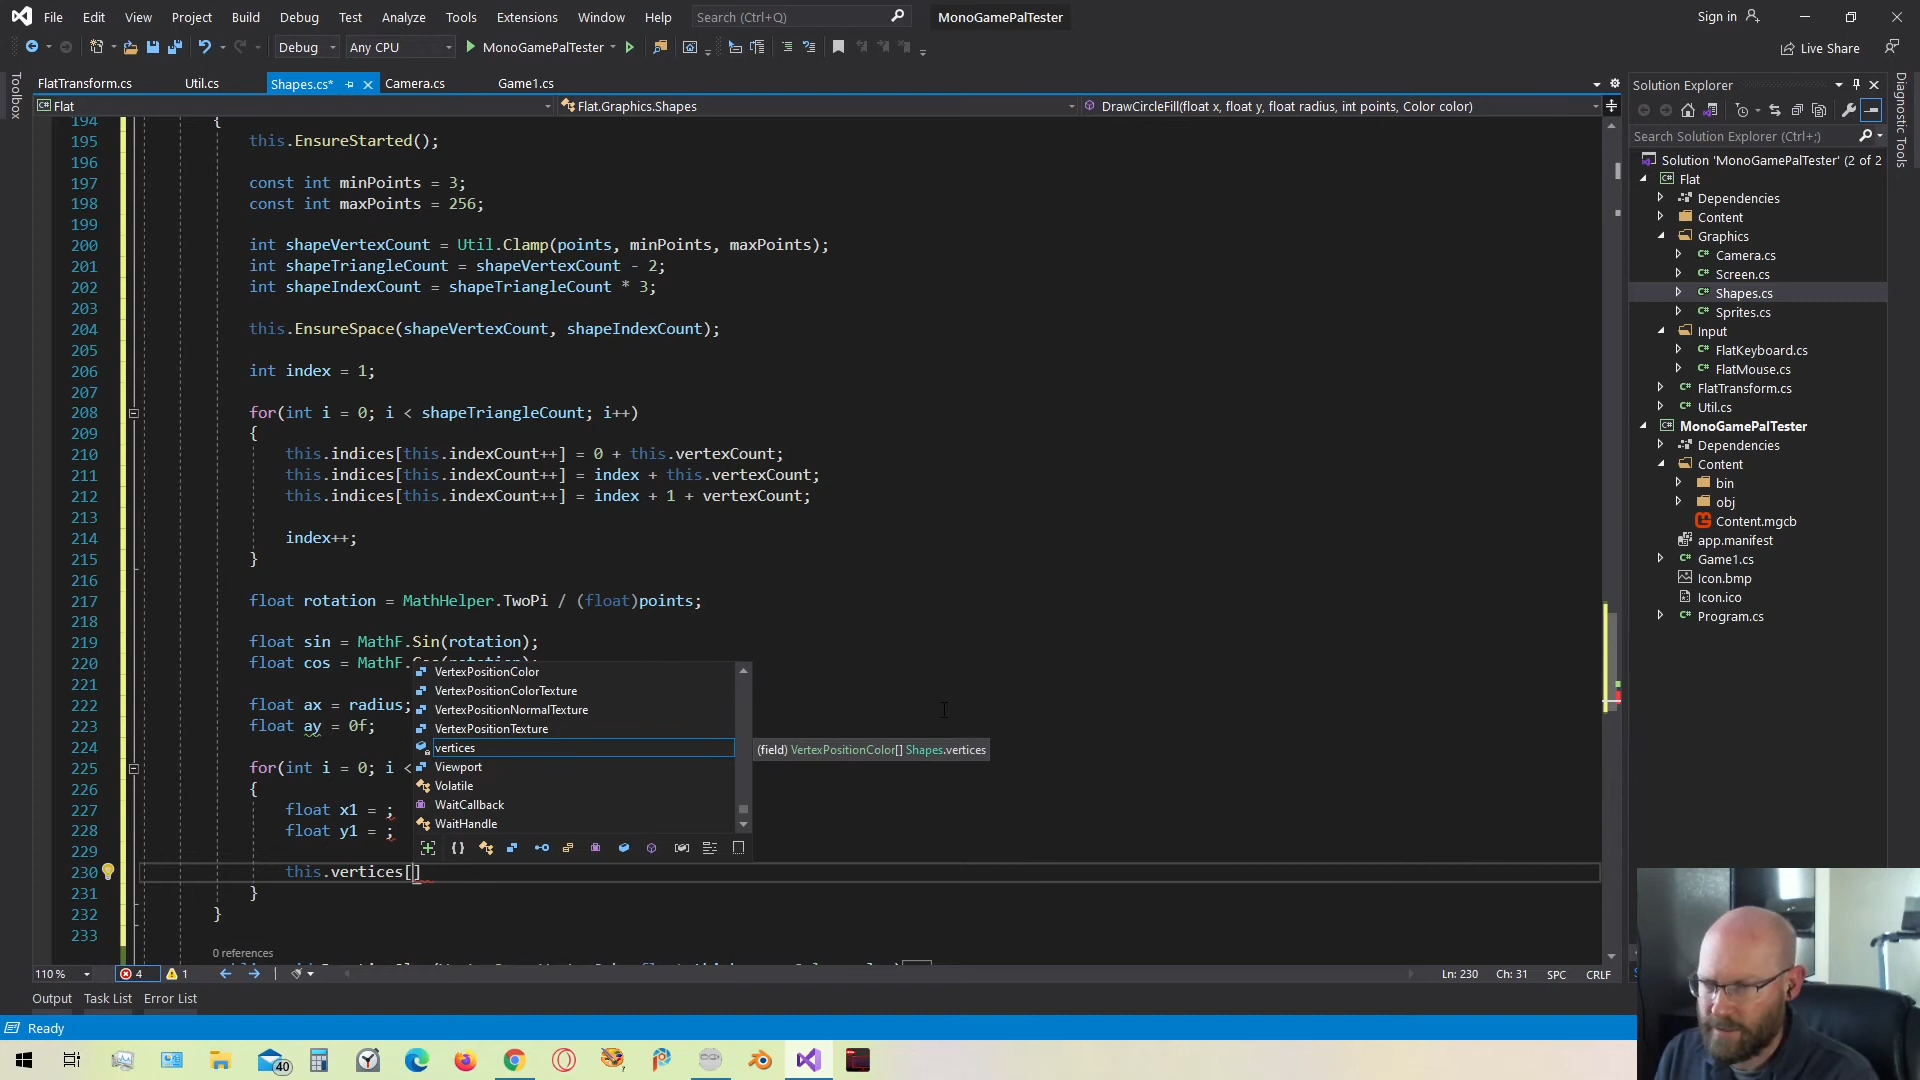 File Edit View Project Build Debug Test Analyze Tools Extensions Window Help Search (Ctrl+Q) MonoGamePalTester Sign in
Debug Any CPU MonoGamePalTester Live Share
Toolbox
FlatTransform.cs Util.cs Shapes.cs* Camera.cs Game1.cs
Flat Flat.Graphics.Shapes DrawCircleFill(float x, float y, float radius, int points, Color color)
194 {
195 this.EnsureStarted();
196
197 const int minPoints = 3;
198 const int maxPoints = 256;
199
200 int shapeVertexCount = Util.Clamp(points, minPoints, maxPoints);
201 int shapeTriangleCount = shapeVertexCount - 2;
202 int shapeIndexCount = shapeTriangleCount * 3;
203
204 this.EnsureSpace(shapeVertexCount, shapeIndexCount);
205
206 int index = 1;
207
208 for(int i = 0; i < shapeTriangleCount; i++)
209 {
210 this.indices[this.indexCount++] = 0 + this.vertexCount;
211 this.indices[this.indexCount++] = index + this.vertexCount;
212 this.indices[this.indexCount++] = index + 1 + vertexCount;
213
214 index++;
215 }
216
217 float rotation = MathHelper.TwoPi / (float)points;
218
219 float sin = MathF.Sin(rotation);
220 float cos = MathF.
221
222 float ax = radius;
223 float ay = 0f;
224
225 for(int i = 0; i <
226 {
227 float x1 = ;
228 float y1 = ;
229
230 this.vertices[]
231 }
232 }
233
0 references
VertexPositionColor
VertexPositionColorTexture
VertexPositionNormalTexture
VertexPositionTexture
vertices
Viewport
Volatile
WaitCallback
WaitHandle
(field) VertexPositionColor[] Shapes.vertices
110 % 4 1 Ln: 230 Ch: 31 SPC CRLF
Output Task List Error List
Ready
Solution Explorer
Search Solution Explorer (Ctrl+;)
Solution 'MonoGamePalTester' (2 of 2
Flat
Dependencies
Content
Graphics
Camera.cs
Screen.cs
Shapes.cs
Sprites.cs
Input
FlatKeyboard.cs
FlatMouse.cs
FlatTransform.cs
Util.cs
MonoGamePalTester
Dependencies
Content
bin
obj
Content.mgcb
app.manifest
Game1.cs
Icon.bmp
Icon.ico
Program.cs
Diagnostic Tools
40